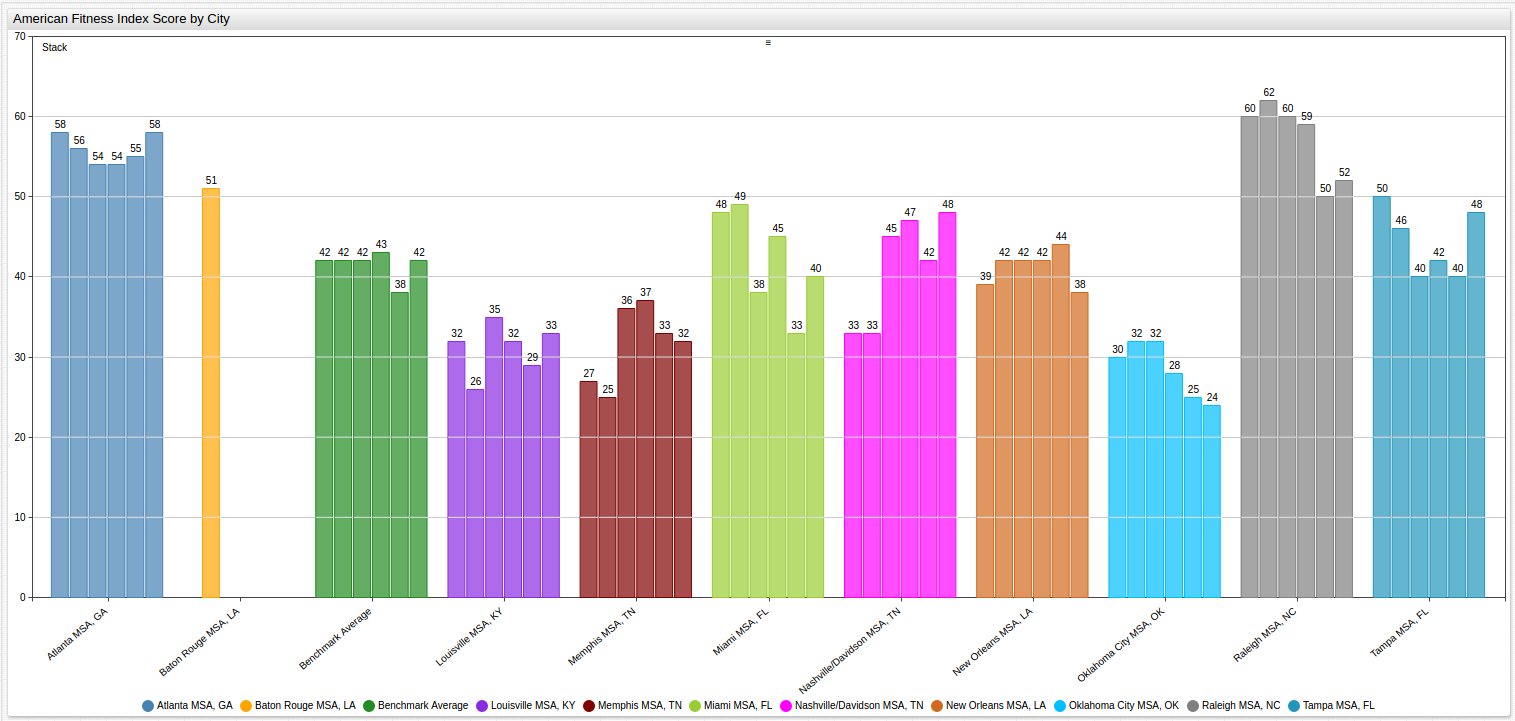 American Fitness Index Score by City
Stack
≡
70
60
50
40
30
20
10
0
58 56 54 54 55 58
51
42 42 42 43 38 42
32 26 35 32 29 33
27 25 36 37 33 32
48 49 38 45 33 40
33 33 45 47 42 48
39 42 42 42 44 38
30 32 32 28 25 24
60 62 60 59 50 52
50 46 40 42 40 48
Atlanta MSA, GA
Baton Rouge MSA, LA
Benchmark Average
Louisville MSA, KY
Memphis MSA, TN
Miami MSA, FL
Nashville/Davidson MSA, TN
New Orleans MSA, LA
Oklahoma City MSA, OK
Raleigh MSA, NC
Tampa MSA, FL
Atlanta MSA, GA Baton Rouge MSA, LA Benchmark Average Louisville MSA, KY Memphis MSA, TN Miami MSA, FL Nashville/Davidson MSA, TN New Orleans MSA, LA Oklahoma City MSA, OK Raleigh MSA, NC Tampa MSA, FL